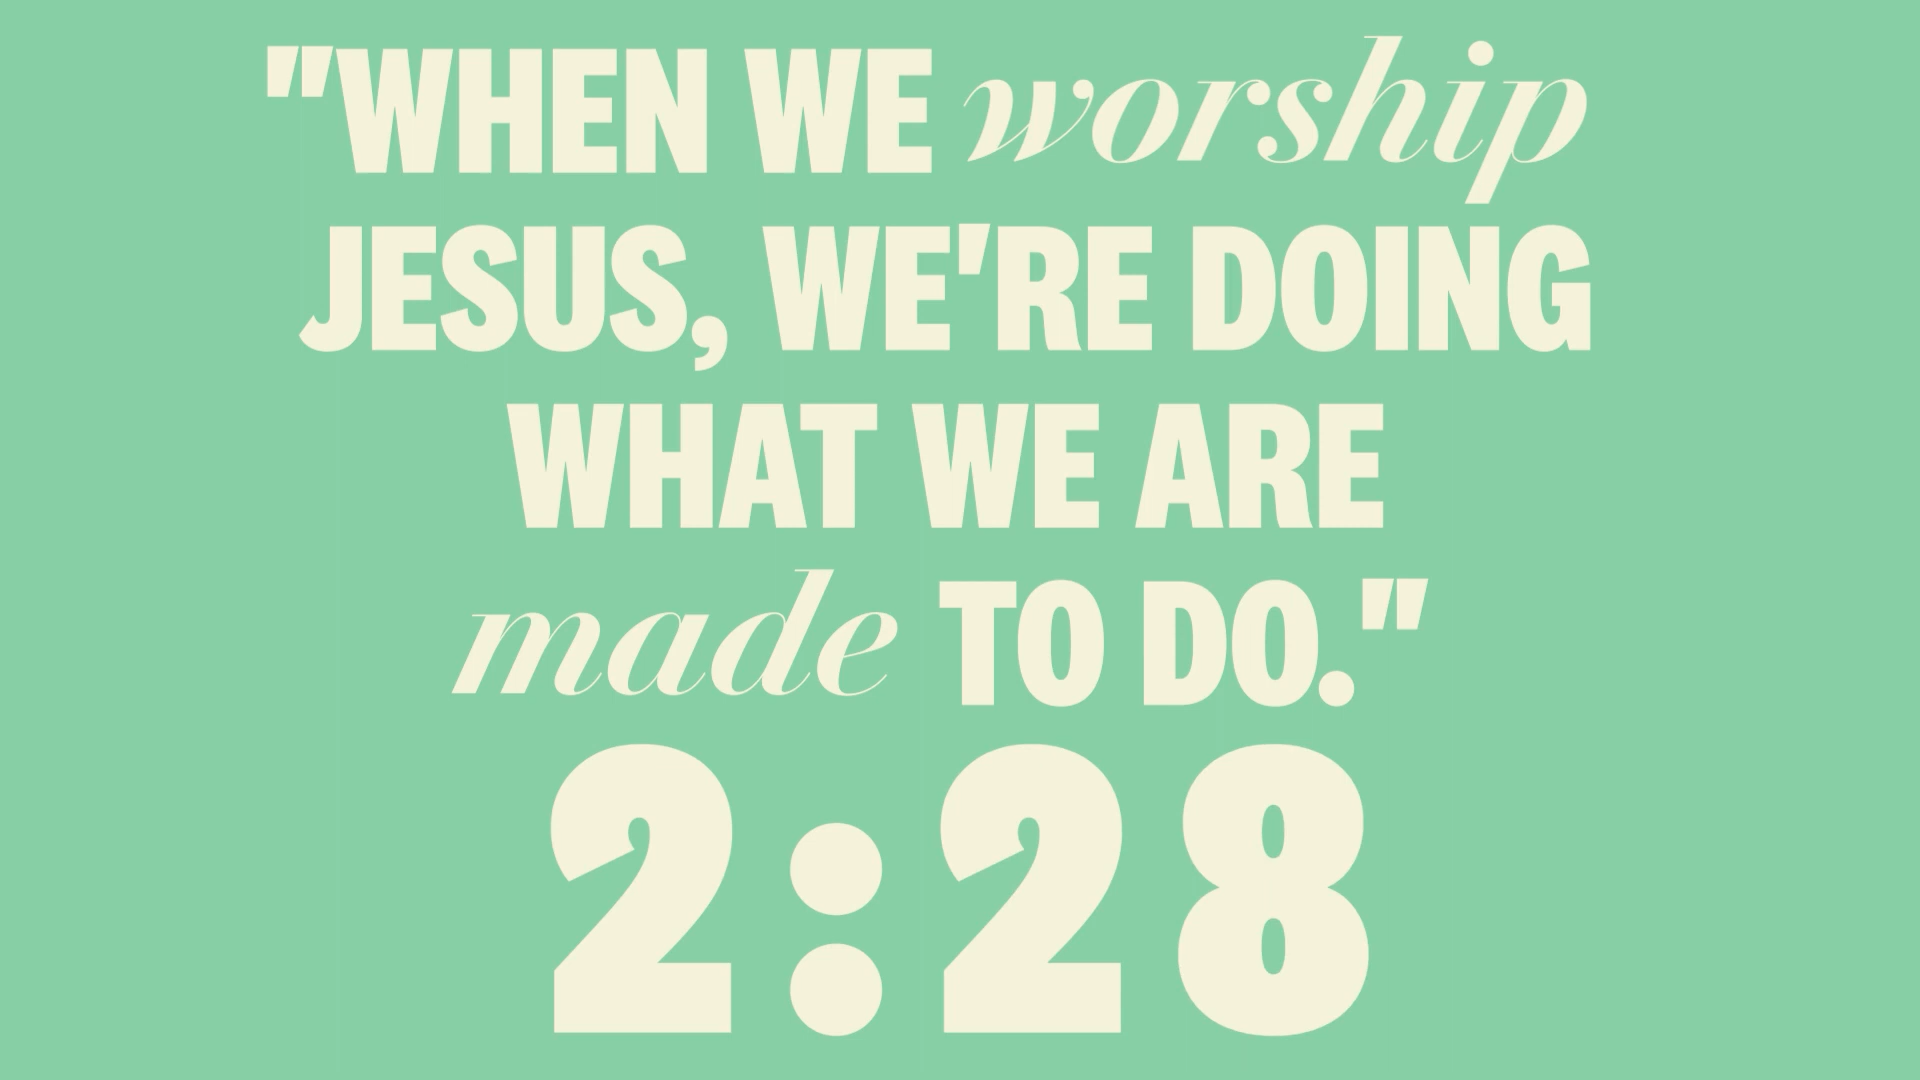 "WHEN WE worship
JESUS, WE'RE DOING
WHAT WE ARE
made TO DO."
2:28